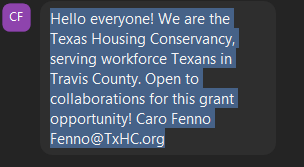 CF
Hello everyone! We are the
Texas Housing Conservancy,
serving workforce Texans in
Travis County. Open to
collaborations for this grant
opportunity! Caro Fenno
Fenno@TxHC.org